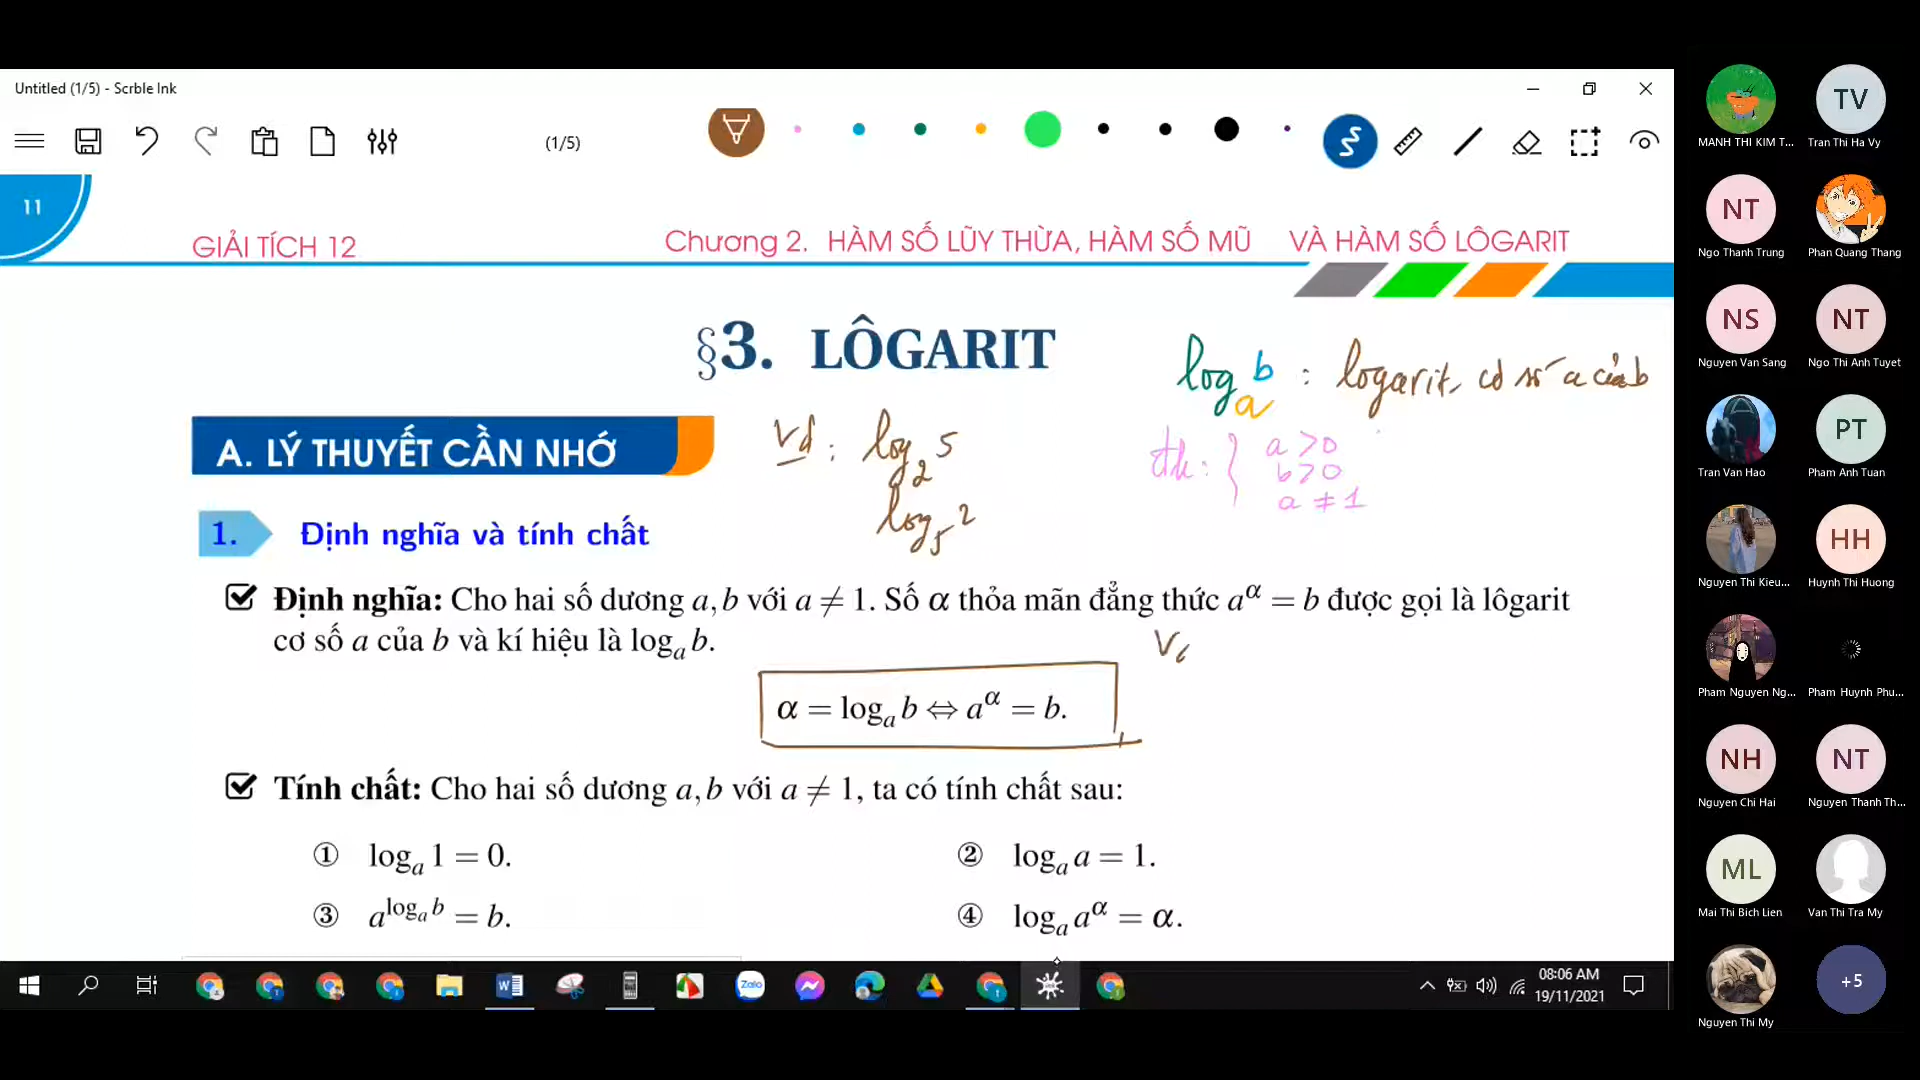 Untitled (1/5) - Scrble Ink
(1/5)
11
GIẢI TÍCH 12
Chương 2. HÀM SỐ LŨY THỪA, HÀM SỐ MŨ VÀ HÀM SỐ LÔGARIT
§3. LÔGARIT
log_a b : logarit cơ số a của b
A. LÝ THUYẾT CẦN NHỚ
Vd : log_2 5
log_5 2
đk: { a > 0
b > 0
a ≠ 1
1. Định nghĩa và tính chất
Định nghĩa: Cho hai số dương a, b với a ≠ 1. Số α thỏa mãn đẳng thức a^α = b được gọi là lôgarit
cơ số a của b và kí hiệu là log_a b.
Vd
α = log_a b ⇔ a^α = b.
Tính chất: Cho hai số dương a, b với a ≠ 1, ta có tính chất sau:
① log_a 1 = 0.
② log_a a = 1.
③ a^{log_a b} = b.
④ log_a a^α = α.
Zalo
08:06 AM
19/11/2021
MANH THI KIM T...
TV
Tran Thi Ha Vy
NT
Ngo Thanh Trung
Phan Quang Thang
NS
Nguyen Van Sang
NT
Ngo Thi Anh Tuyet
Tran Van Hao
PT
Pham Anh Tuan
Nguyen Thi Kieu...
HH
Huynh Thi Huong
Pham Nguyen Ng...
Pham Huynh Phu...
NH
Nguyen Chi Hai
NT
Nguyen Thanh Th...
ML
Mai Thi Bich Lien
Van Thi Tra My
Nguyen Thi My
+5